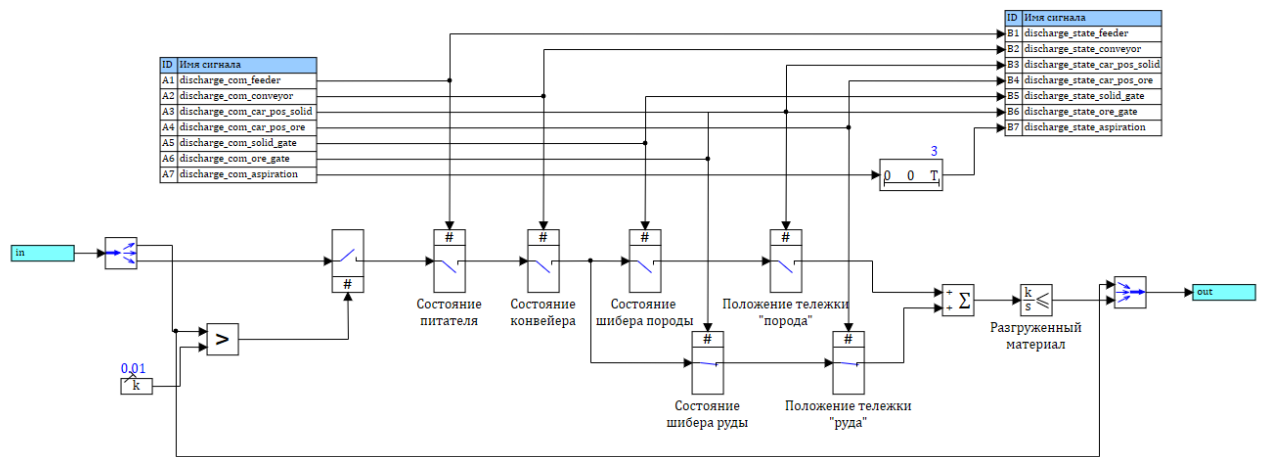 ID Имя сигнала
B1 discharge_state_feeder
B2 discharge_state_conveyor
B3 discharge_state_car_pos_solid
B4 discharge_state_car_pos_ore
B5 discharge_state_solid_gate
B6 discharge_state_ore_gate
B7 discharge_state_aspiration
ID Имя сигнала
A1 discharge_com_feeder
A2 discharge_com_conveyor
A3 discharge_com_car_pos_solid
A4 discharge_com_car_pos_ore
A5 discharge_com_solid_gate
A6 discharge_com_ore_gate
A7 discharge_com_aspiration
3
0 0 T
# # # #
in
#
Состояние
питателя
Состояние
конвейера
Состояние
шибера породы
Положение тележки
"порода"
+
+
Σ
k
s
≤
Разгруженный
материал
out
>
0.01
k
# #
Состояние
шибера руды
Положение тележки
"руда"